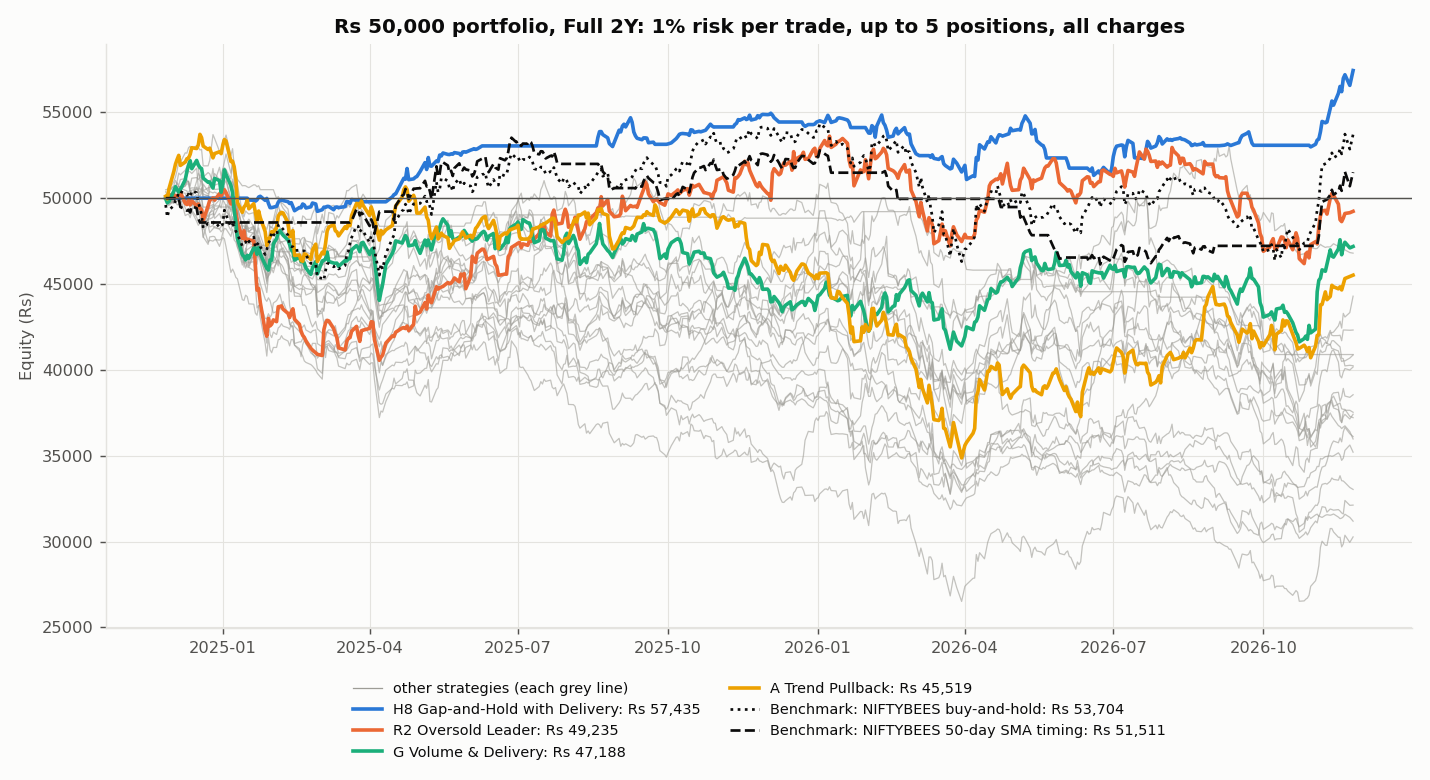 Rs 50,000 portfolio, Full 2Y: 1% risk per trade, up to 5 positions, all charges
Equity (Rs)
55000
50000
45000
40000
35000
30000
25000
2025-01
2025-04
2025-07
2025-10
2026-01
2026-04
2026-07
2026-10
other strategies (each grey line)
H8 Gap-and-Hold with Delivery: Rs 57,435
R2 Oversold Leader: Rs 49,235
G Volume & Delivery: Rs 47,188
A Trend Pullback: Rs 45,519
Benchmark: NIFTYBEES buy-and-hold: Rs 53,704
Benchmark: NIFTYBEES 50-day SMA timing: Rs 51,511